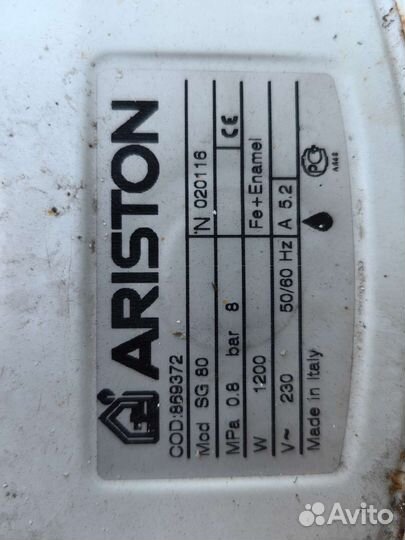 ARISTON
COD:869372
Mod SG 80 'N 020116
MPa 0.8 bar 8 CE
W 1200 Fe+Enamel
V~ 230 50/60 Hz A 5.2
Made in Italy
Avito